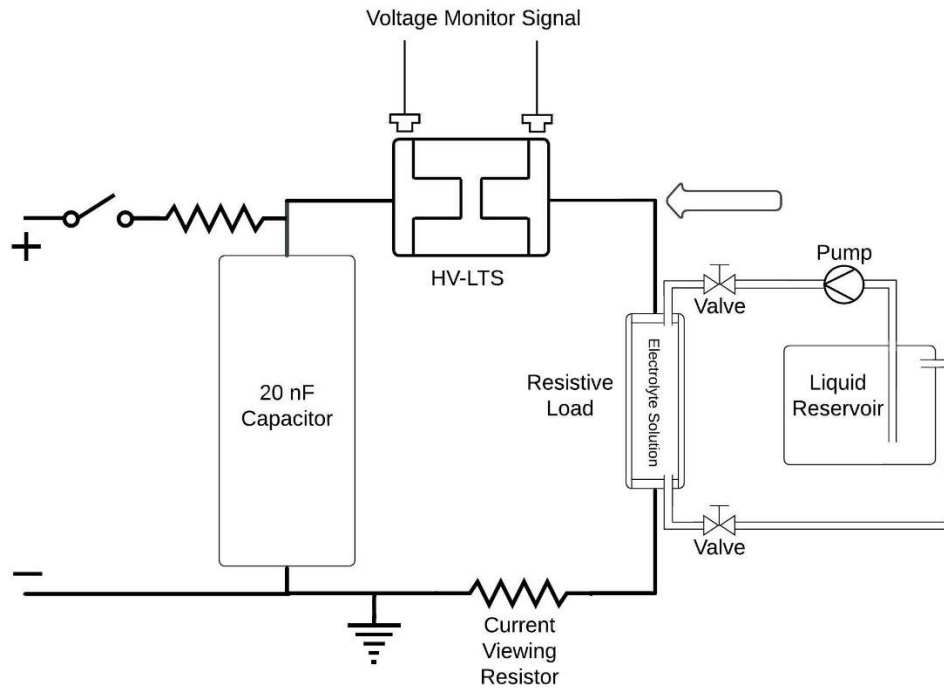 Voltage Monitor Signal
+
HV-LTS
Pump
Valve
20 nF
Capacitor
Resistive
Load
Electrolyte Solution
Liquid
Reservoir
Valve
−
Current
Viewing
Resistor